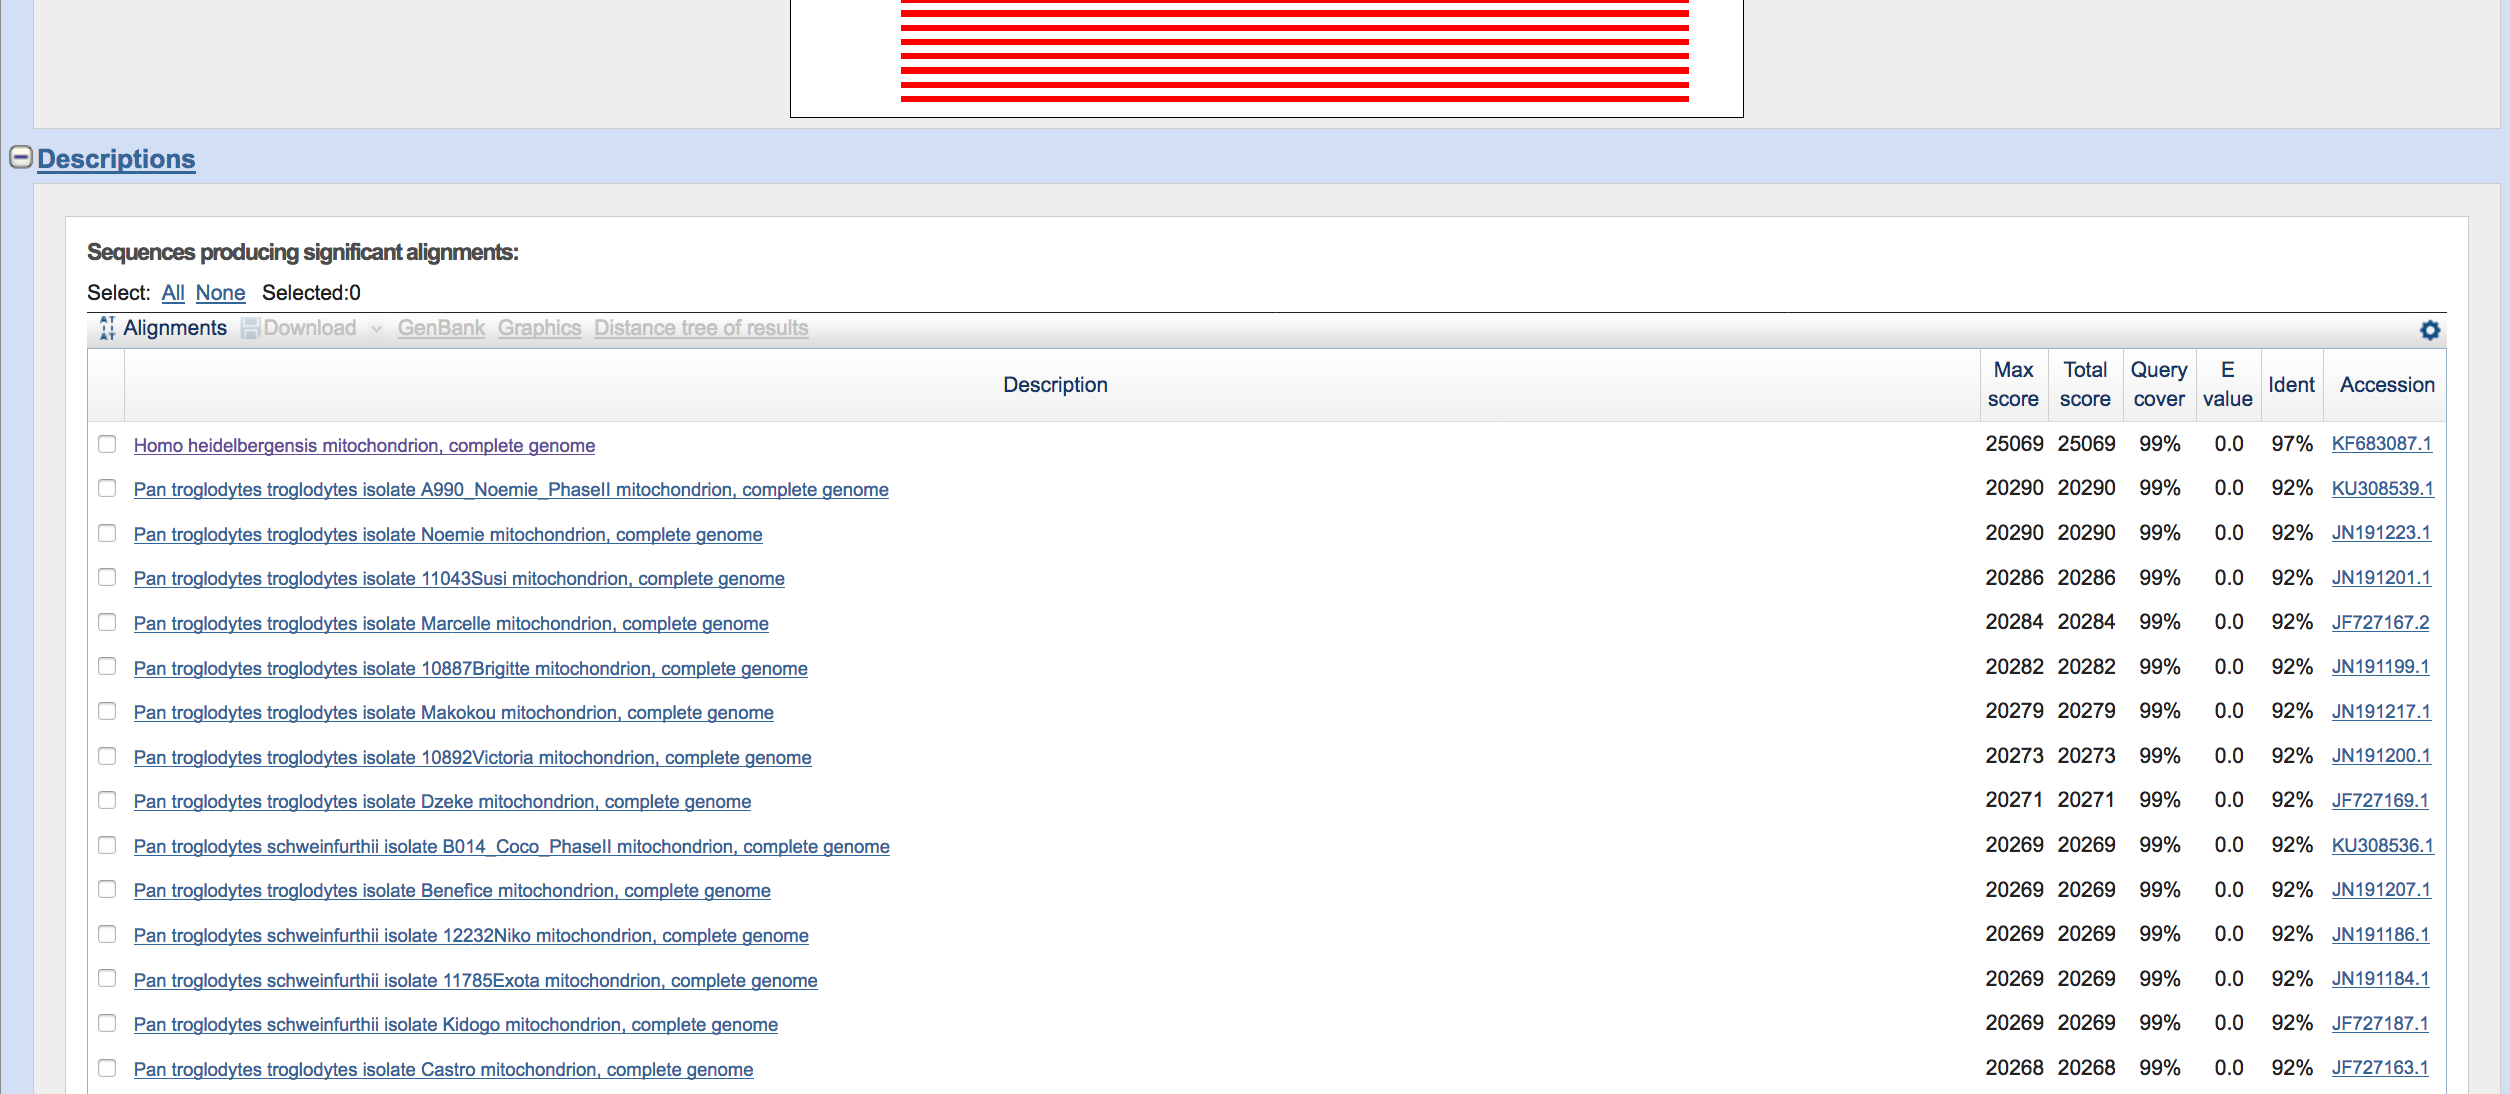 Descriptions
Sequences producing significant alignments:
Select: All None Selected:0
Alignments Download GenBank Graphics Distance tree of results
Description Max score Total score Query cover E value Ident Accession
Homo heidelbergensis mitochondrion, complete genome 25069 25069 99% 0.0 97% KF683087.1
Pan troglodytes troglodytes isolate A990_Noemie_PhaseII mitochondrion, complete genome 20290 20290 99% 0.0 92% KU308539.1
Pan troglodytes troglodytes isolate Noemie mitochondrion, complete genome 20290 20290 99% 0.0 92% JN191223.1
Pan troglodytes troglodytes isolate 11043Susi mitochondrion, complete genome 20286 20286 99% 0.0 92% JN191201.1
Pan troglodytes troglodytes isolate Marcelle mitochondrion, complete genome 20284 20284 99% 0.0 92% JF727167.2
Pan troglodytes troglodytes isolate 10887Brigitte mitochondrion, complete genome 20282 20282 99% 0.0 92% JN191199.1
Pan troglodytes troglodytes isolate Makokou mitochondrion, complete genome 20279 20279 99% 0.0 92% JN191217.1
Pan troglodytes troglodytes isolate 10892Victoria mitochondrion, complete genome 20273 20273 99% 0.0 92% JN191200.1
Pan troglodytes troglodytes isolate Dzeke mitochondrion, complete genome 20271 20271 99% 0.0 92% JF727169.1
Pan troglodytes schweinfurthii isolate B014_Coco_PhaseII mitochondrion, complete genome 20269 20269 99% 0.0 92% KU308536.1
Pan troglodytes troglodytes isolate Benefice mitochondrion, complete genome 20269 20269 99% 0.0 92% JN191207.1
Pan troglodytes schweinfurthii isolate 12232Niko mitochondrion, complete genome 20269 20269 99% 0.0 92% JN191186.1
Pan troglodytes schweinfurthii isolate 11785Exota mitochondrion, complete genome 20269 20269 99% 0.0 92% JN191184.1
Pan troglodytes schweinfurthii isolate Kidogo mitochondrion, complete genome 20269 20269 99% 0.0 92% JF727187.1
Pan troglodytes troglodytes isolate Castro mitochondrion, complete genome 20268 20268 99% 0.0 92% JF727163.1